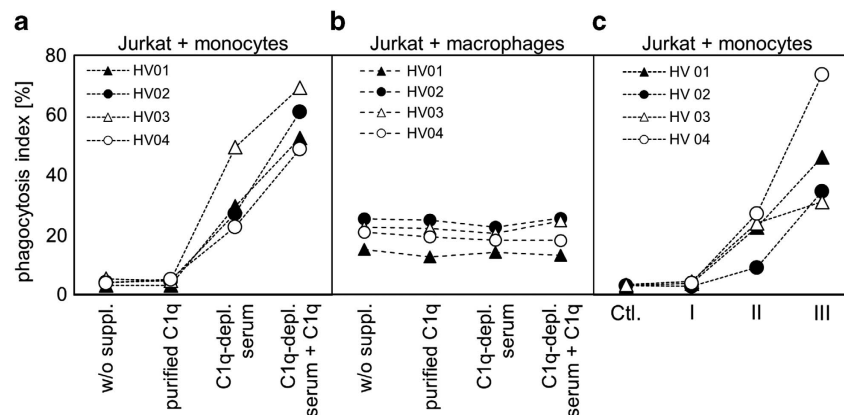 a
Jurkat + monocytes
phagocytosis index [%]
80
60
40
20
0
HV01
HV02
HV03
HV04
w/o suppl.
purified C1q
C1q-depl.
serum
C1q-depl.
serum + C1q
b
Jurkat + macrophages
HV01
HV02
HV03
HV04
w/o suppl.
purified C1q
C1q-depl.
serum
C1q-depl.
serum + C1q
c
Jurkat + monocytes
HV 01
HV 02
HV 03
HV 04
Ctl.
I
II
III